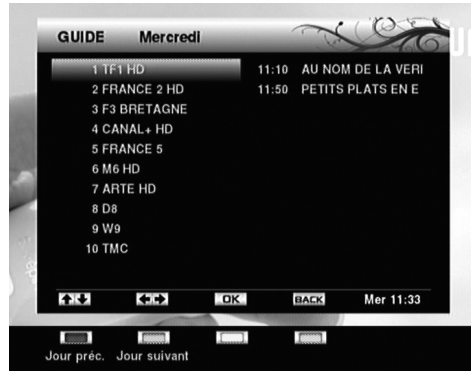 GUIDE Mercredi
1 TF1 HD 11:10 AU NOM DE LA VERI
2 FRANCE 2 HD 11:50 PETITS PLATS EN E
3 F3 BRETAGNE
4 CANAL+ HD
5 FRANCE 5
6 M6 HD
7 ARTE HD
8 D8
9 W9
10 TMC
OK BACK Mer 11:33
Jour préc. Jour suivant